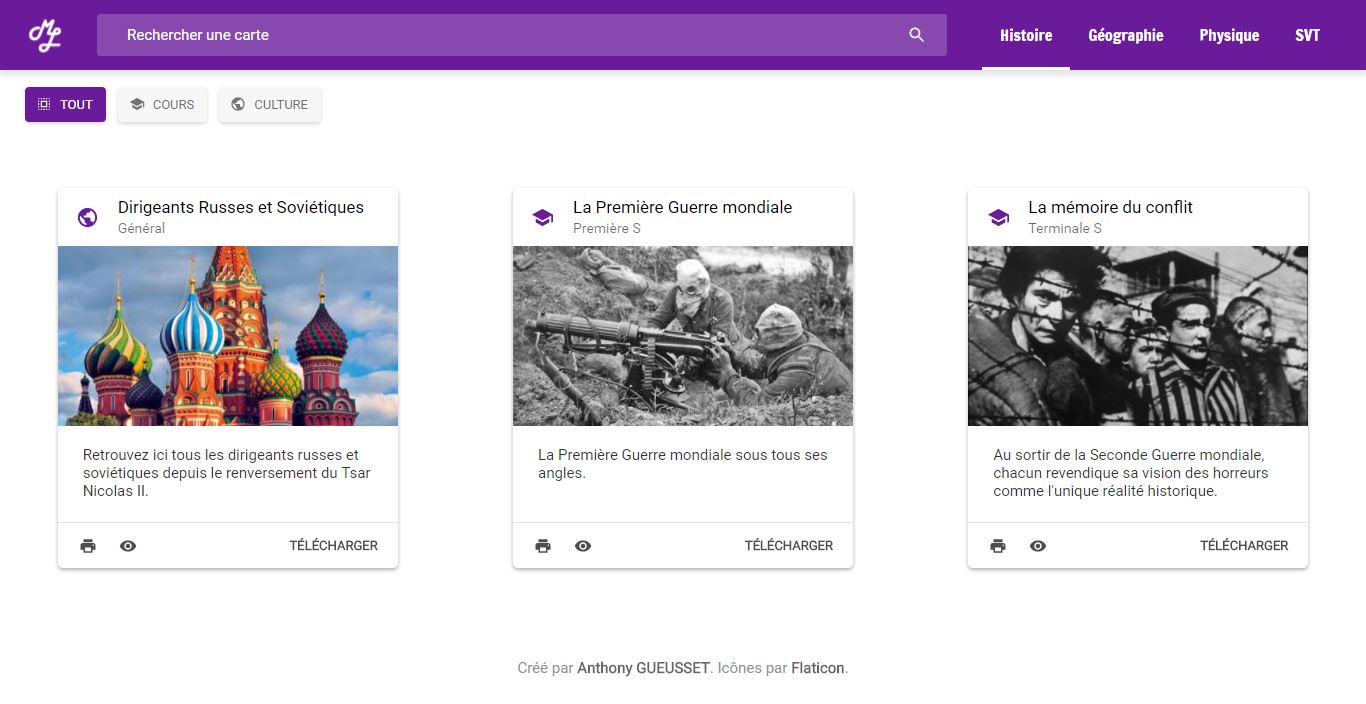 Rechercher une carte
Histoire
Géographie
Physique
SVT
TOUT
COURS
CULTURE
Dirigeants Russes et Soviétiques
Général
Retrouvez ici tous les dirigeants russes et
soviétiques depuis le renversement du Tsar
Nicolas II.
TÉLÉCHARGER
La Première Guerre mondiale
Première S
La Première Guerre mondiale sous tous ses
angles.
TÉLÉCHARGER
La mémoire du conflit
Terminale S
Au sortir de la Seconde Guerre mondiale,
chacun revendique sa vision des horreurs
comme l'unique réalité historique.
TÉLÉCHARGER
Créé par Anthony GUEUSSET. Icônes par Flaticon.